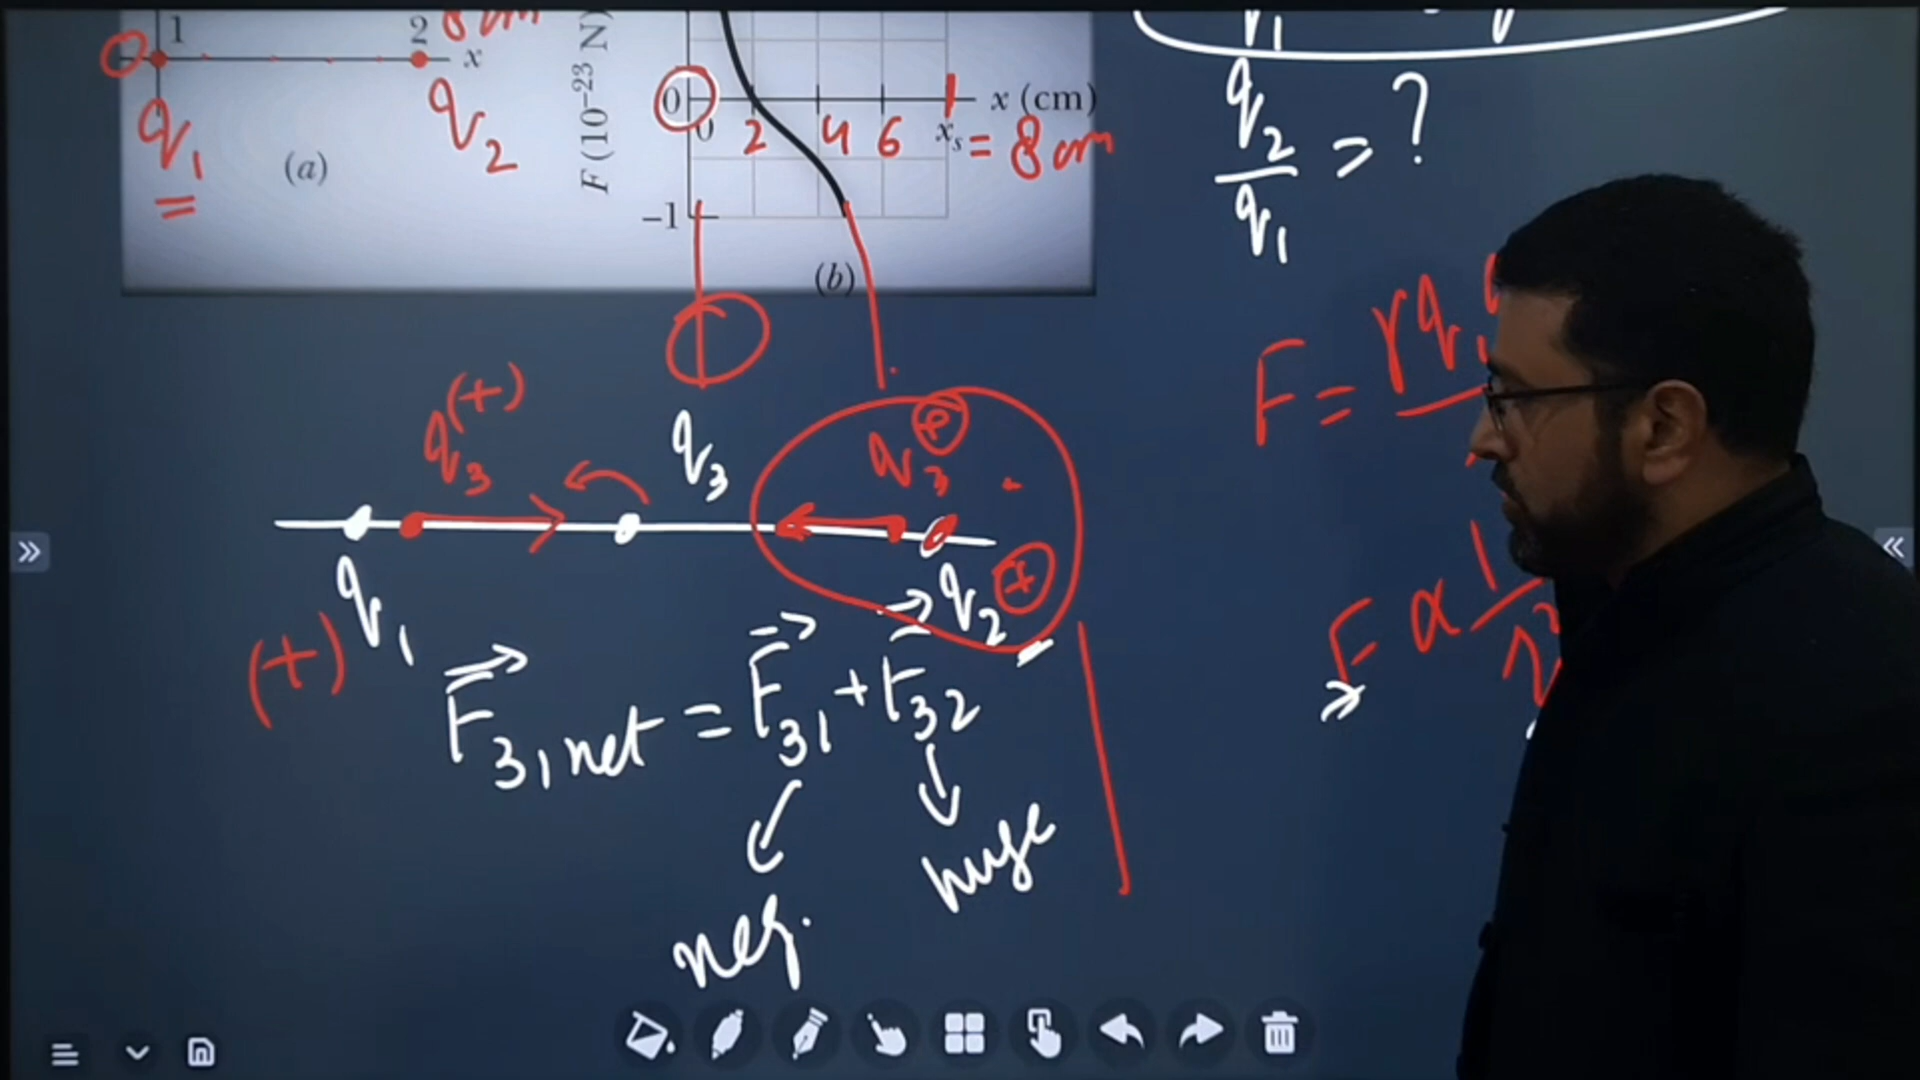 1 2 8 cm
x
q1 q2
(a)
F (10⁻²³ N)
0
0 2 4 6 xs = 8 cm
x (cm)
-1
(b)
q2/q1 = ?
q3 (+)
q3
q3 (+)
q1 (+)
q2 (+)
F3,net = F31 + F32
neg.
huge
F =
F α 1/